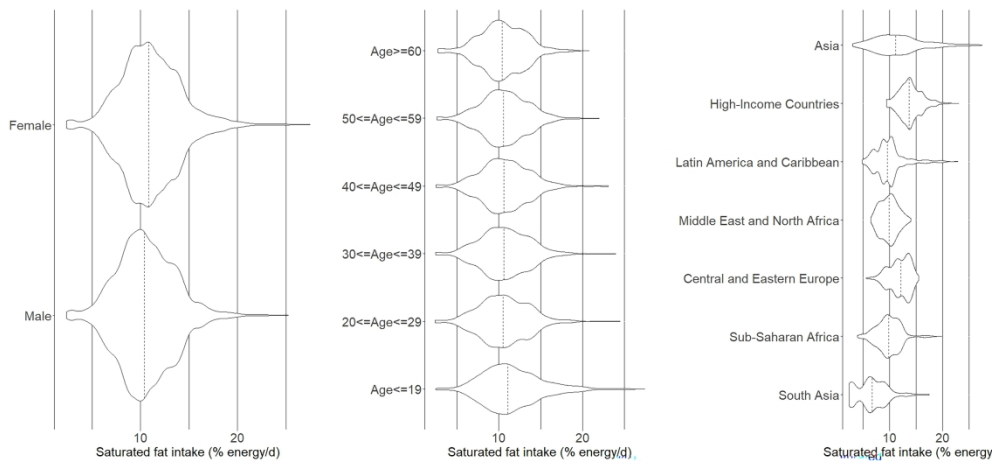 Female
Male
10
20
Saturated fat intake (% energy/d)
Age>=60
50<=Age<=59
40<=Age<=49
30<=Age<=39
20<=Age<=29
Age<=19
10
20
Saturated fat intake (% energy/d)
Asia
High-Income Countries
Latin America and Caribbean
Middle East and North Africa
Central and Eastern Europe
Sub-Saharan Africa
South Asia
10
20
Saturated fat intake (% energy